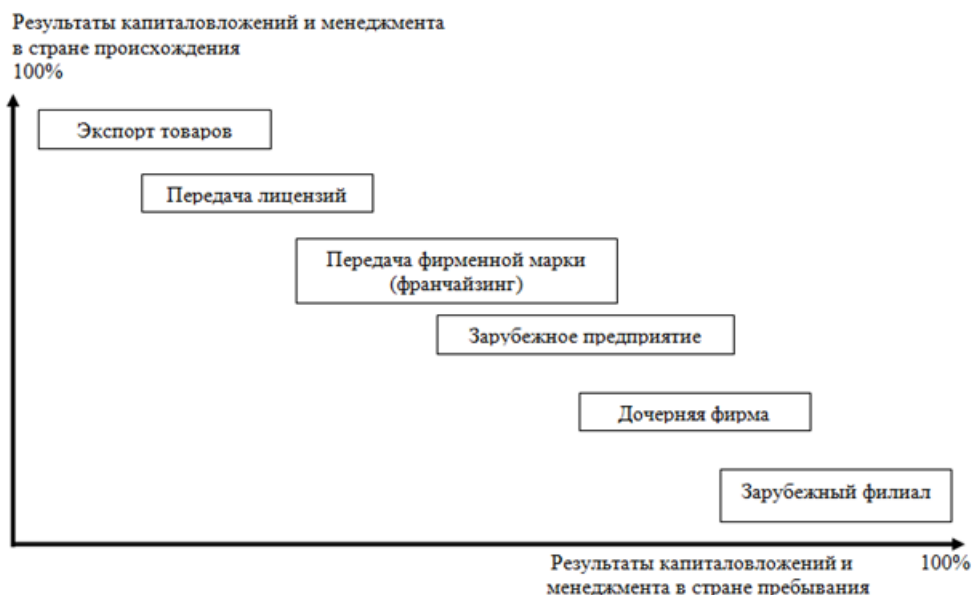 Результаты капиталовложений и менеджмента
в стране происхождения
100%
Экспорт товаров
Передача лицензий
Передача фирменной марки
(франчайзинг)
Зарубежное предприятие
Дочерняя фирма
Зарубежный филиал
Результаты капиталовложений и
менеджмента в стране пребывания
100%